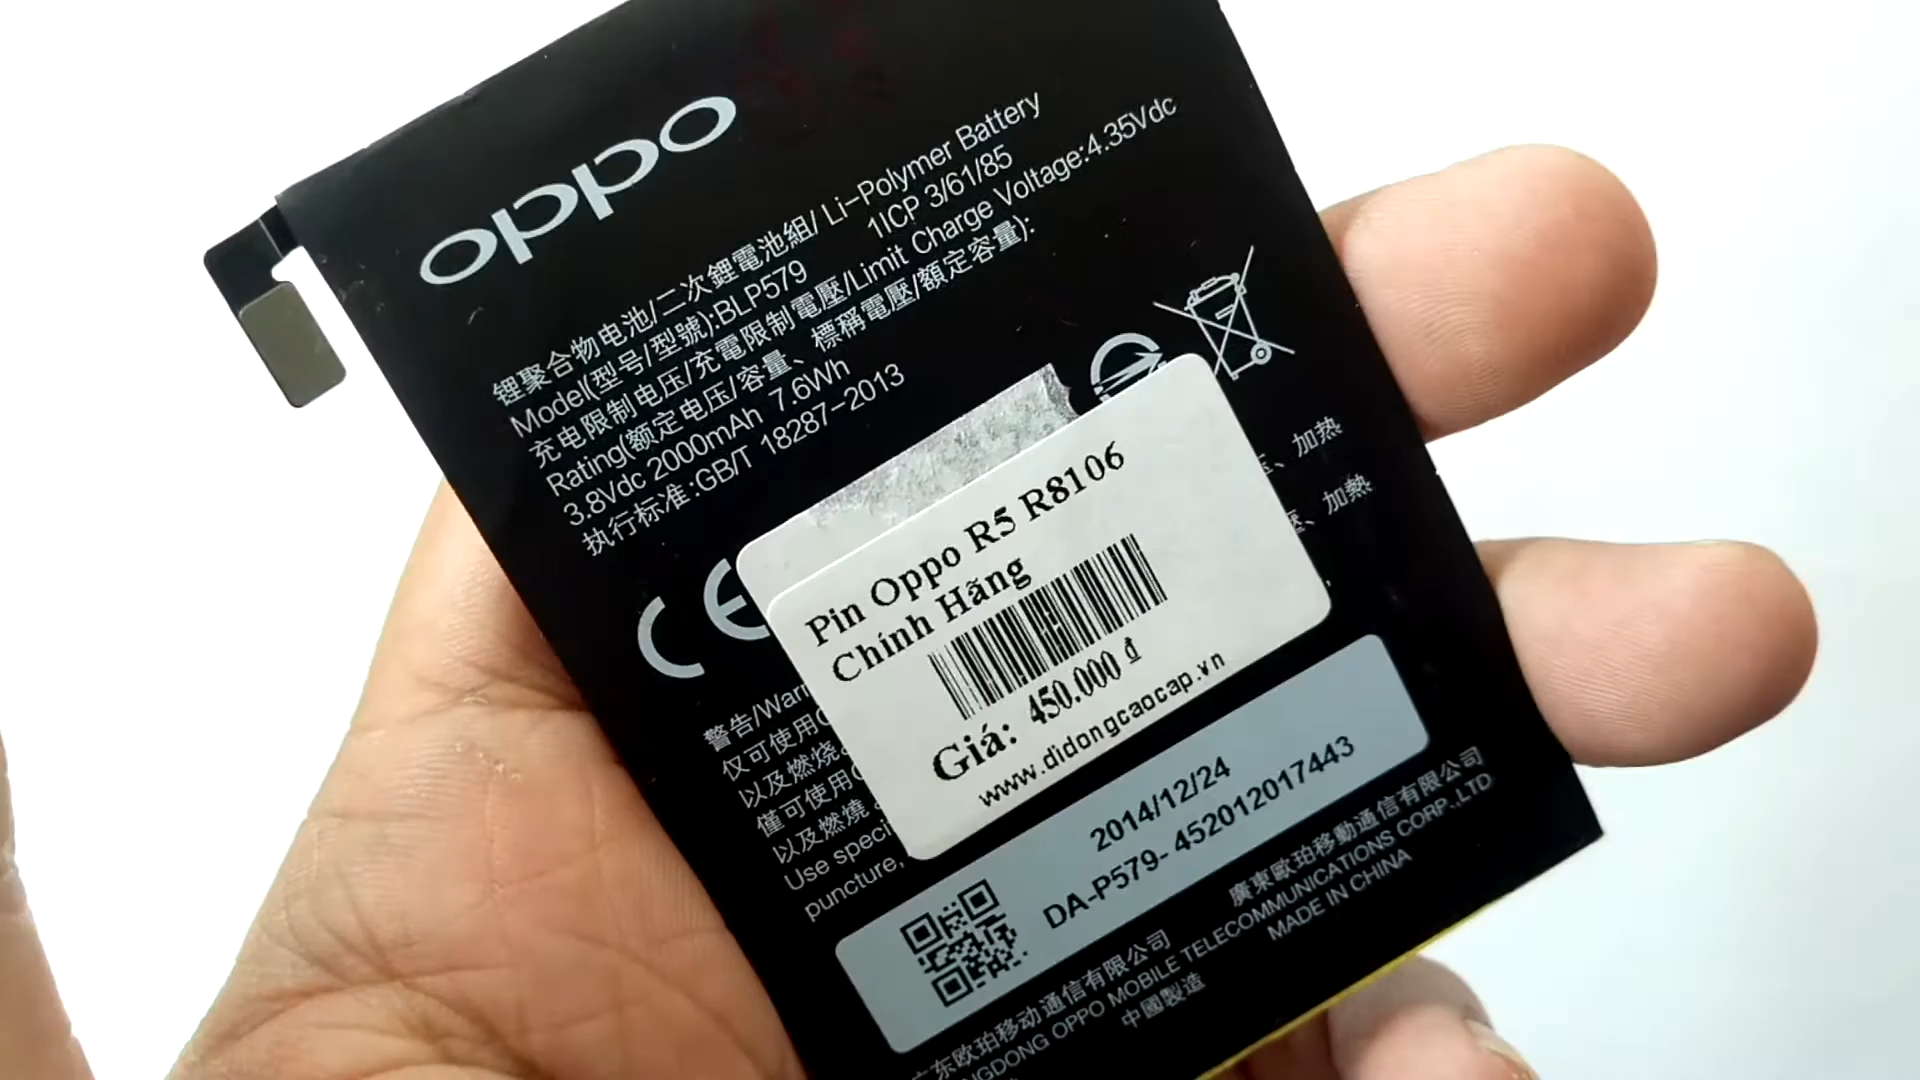 oppo
锂聚合物电池/二次鋰電池組/ Li-Polymer Battery
Model(型号/型號):BLP579 1ICP 3/61/85
充电限制电压/充電限制電壓/Limit Charge Voltage:4.35Vdc
Rating(额定电压/容量、標稱電壓/額定容量):
3.8Vdc 2000mAh 7.6Wh
执行标准:GB/T 18287-2013
CE
、加热
、加熱
警告/Warn
仅可使用
以及燃烧
僅可使用
以及燃燒
Use speci
puncture,
Pin Oppo R5 R8106
Chính Hãng
Giá: 450.000 đ
www.didongcaocap.vn
2014/12/24
DA-P579- 452012017443
广东欧珀移动通信有限公司 廣東歐珀移動通信有限公司
NGDONG OPPO MOBILE TELECOMMUNICATIONS CORP.,LTD
中國製造 MADE IN CHINA